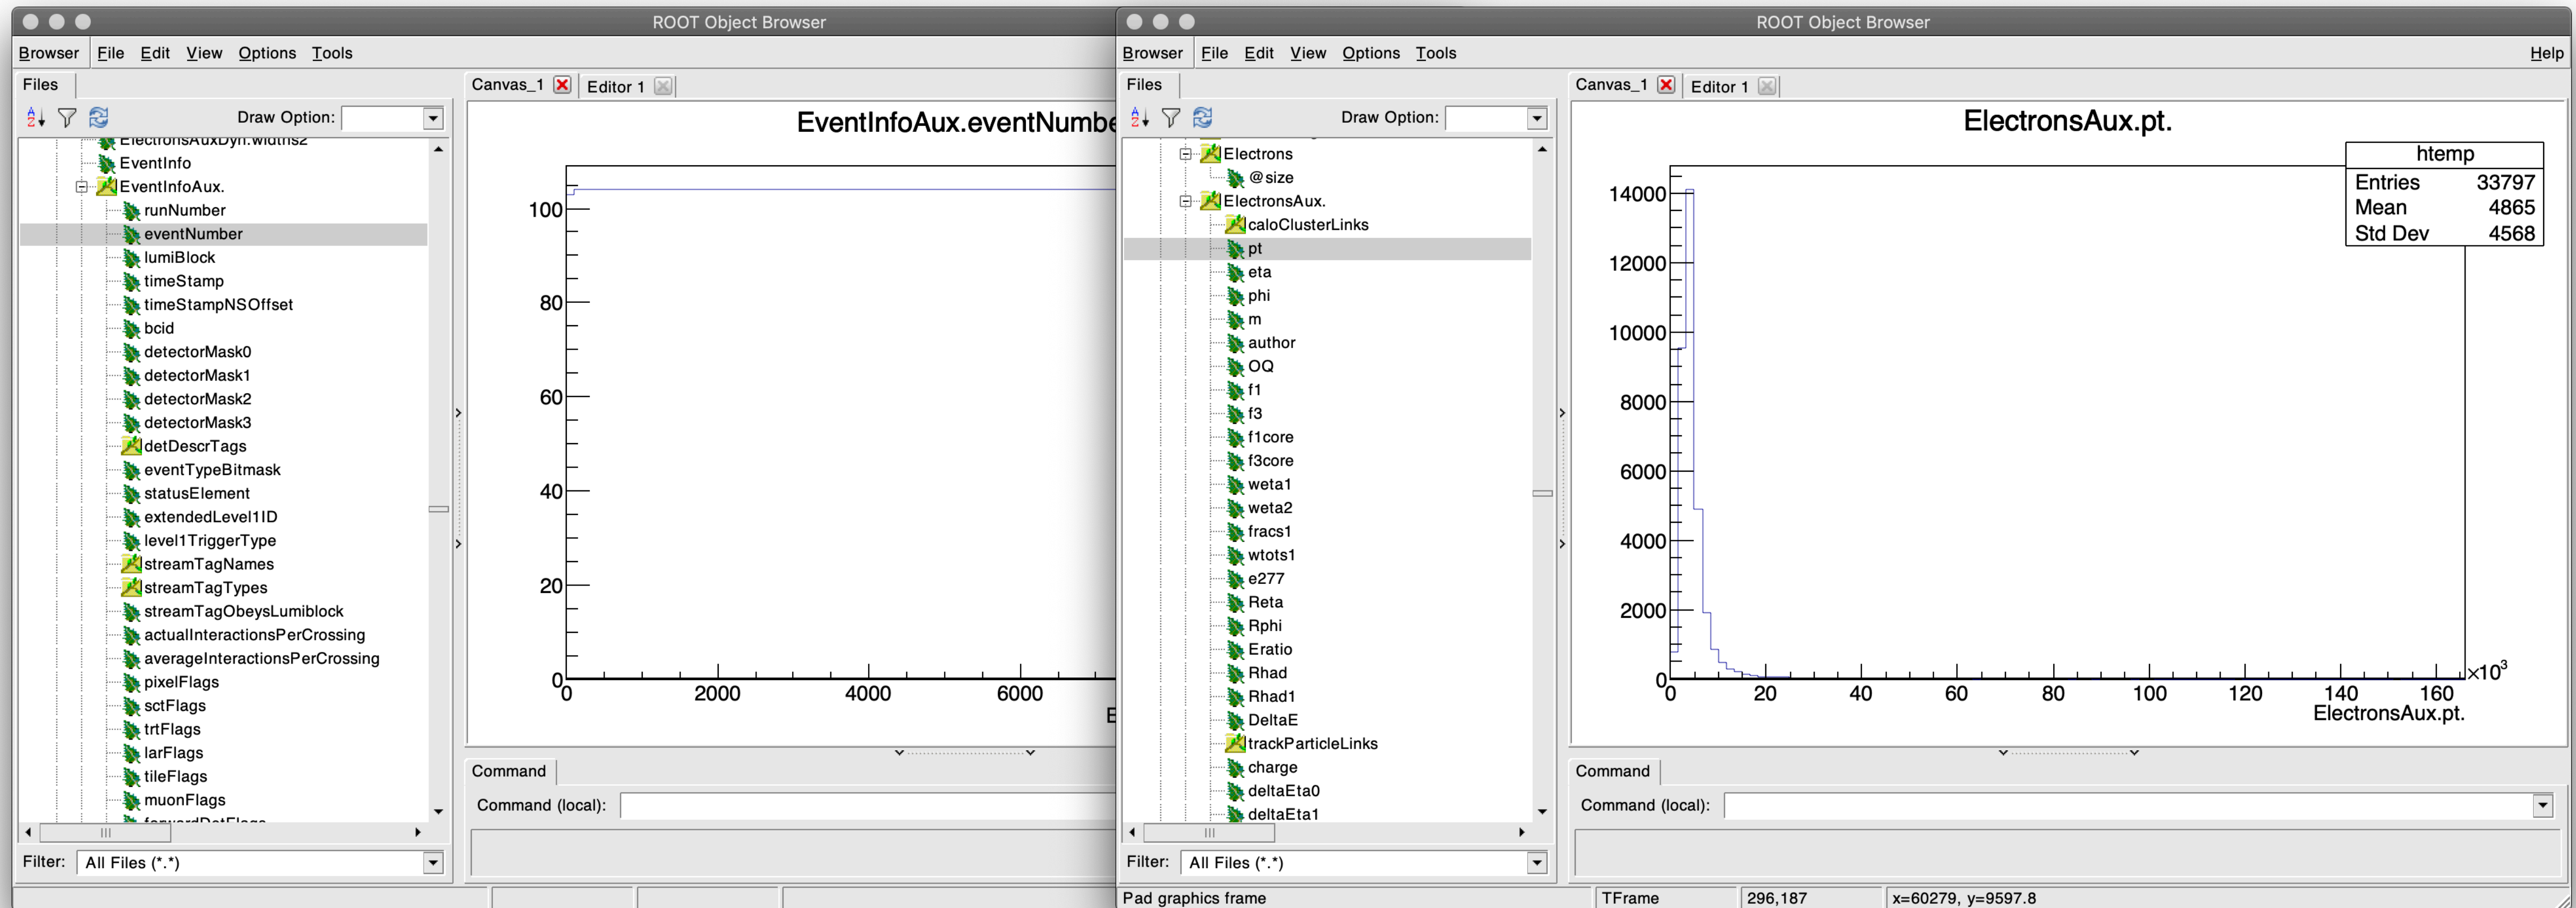 ROOT Object Browser
Browser File Edit View Options Tools
Files
Draw Option:
ElectronsAuxDyn.widths2
EventInfo
EventInfoAux.
runNumber
eventNumber
lumiBlock
timeStamp
timeStampNSOffset
bcid
detectorMask0
detectorMask1
detectorMask2
detectorMask3
detDescrTags
eventTypeBitmask
statusElement
extendedLevel1ID
level1TriggerType
streamTagNames
streamTagTypes
streamTagObeysLumiblock
actualInteractionsPerCrossing
averageInteractionsPerCrossing
pixelFlags
sctFlags
trtFlags
larFlags
tileFlags
muonFlags
forwardDetFlags
Filter: All Files (*.*)
Canvas_1 Editor 1
EventInfoAux.eventNumbe
100
80
60
40
20
0
0 2000 4000 6000
E
Command
Command (local):
ROOT Object Browser
Browser File Edit View Options Tools Help
Files
Draw Option:
Electrons
@size
ElectronsAux.
caloClusterLinks
pt
eta
phi
m
author
OQ
f1
f3
f1core
f3core
weta1
weta2
fracs1
wtots1
e277
Reta
Rphi
Eratio
Rhad
Rhad1
DeltaE
trackParticleLinks
charge
deltaEta0
deltaEta1
Filter: All Files (*.*)
Canvas_1 Editor 1
ElectronsAux.pt.
htemp
Entries 33797
Mean 4865
Std Dev 4568
14000
12000
10000
8000
6000
4000
2000
0
0 20 40 60 80 100 120 140 160
×10³
ElectronsAux.pt.
Command
Command (local):
Pad graphics frame TFrame 296,187 x=60279, y=9597.8